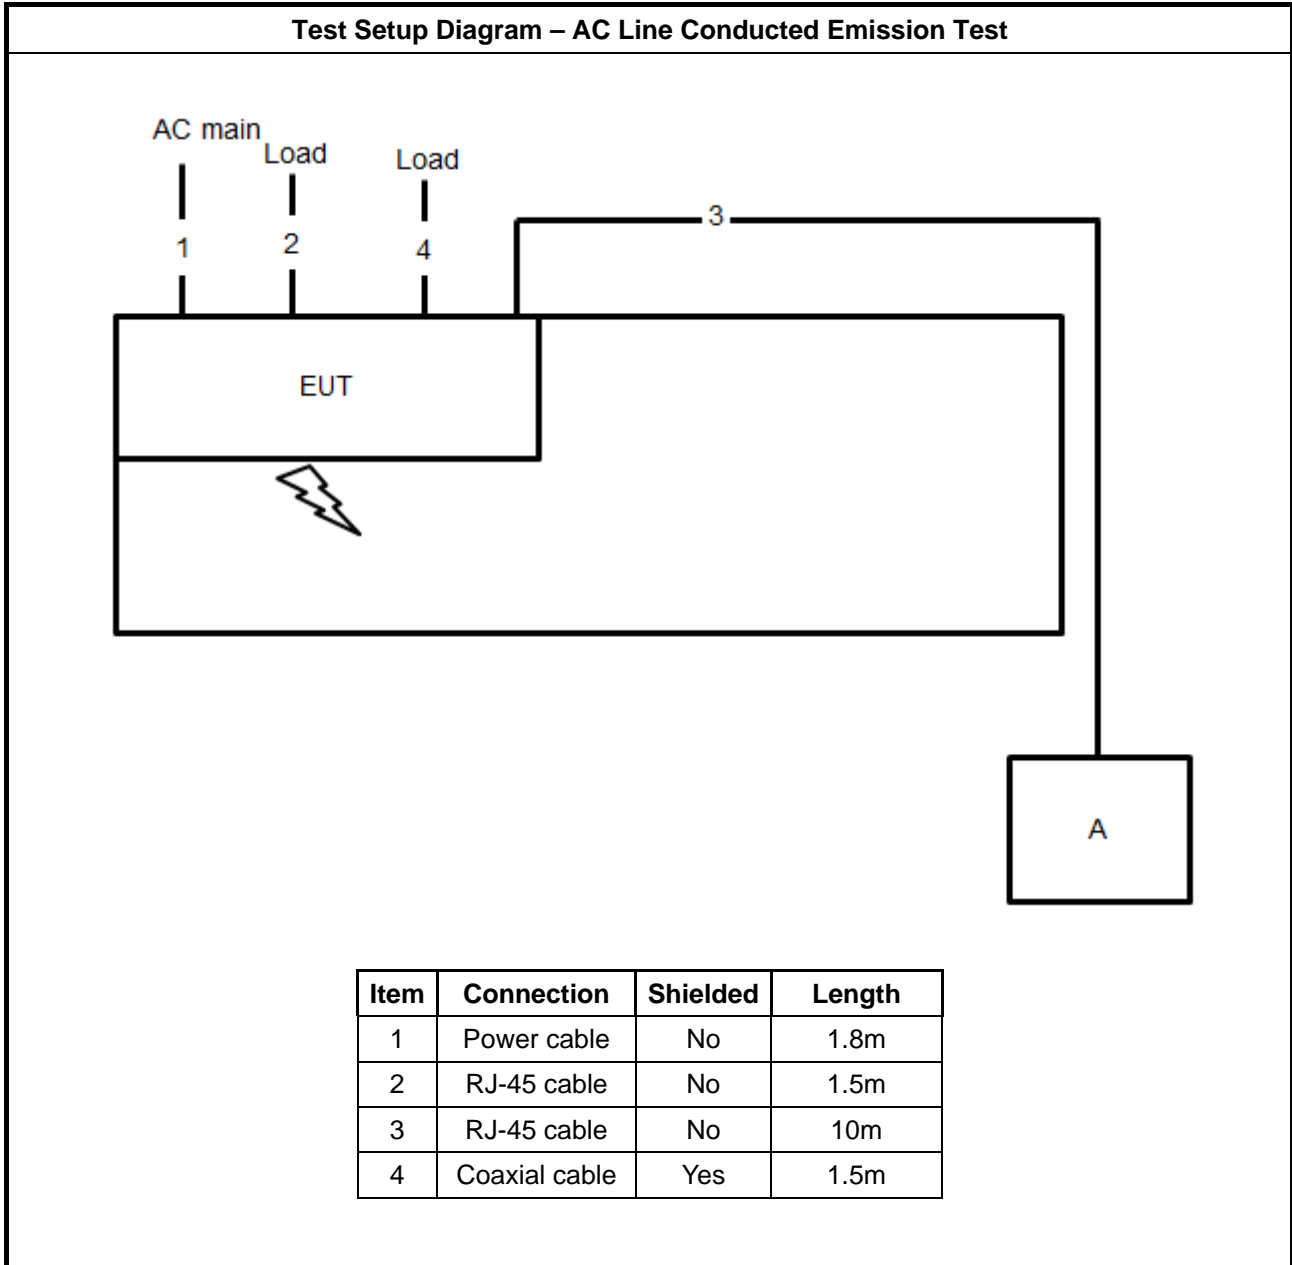 Test Setup Diagram – AC Line Conducted Emission Test
AC main
Load
Load
3
1
2
4
EUT
A
Item Connection Shielded Length
1 Power cable No 1.8m
2 RJ-45 cable No 1.5m
3 RJ-45 cable No 10m
4 Coaxial cable Yes 1.5m